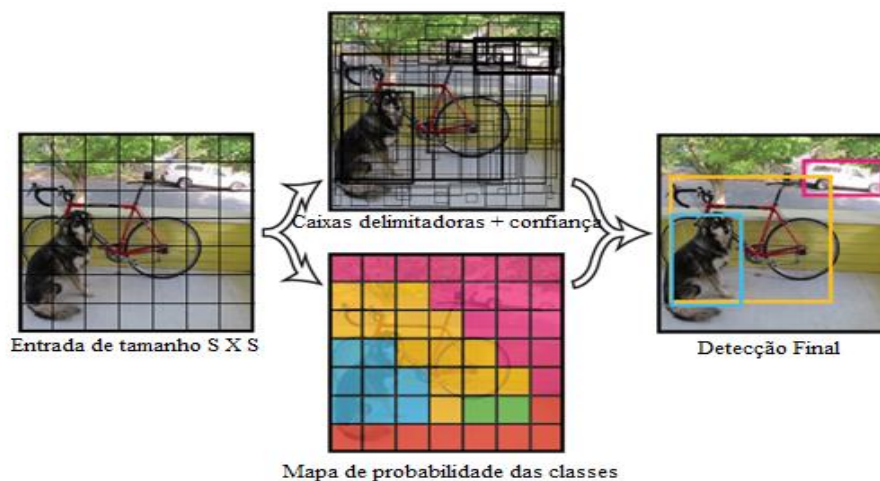 Caixas delimitadoras + confiança
Entrada de tamanho S X S
Detecção Final
Mapa de probabilidade das classes